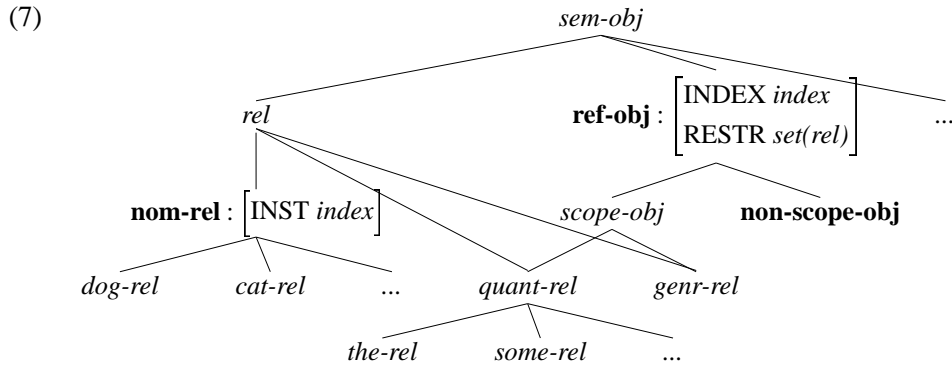 (7)
sem-obj
rel
ref-obj : [INDEX index
RESTR set(rel)]
...
nom-rel : [INST index]
scope-obj
non-scope-obj
dog-rel
cat-rel
...
quant-rel
genr-rel
the-rel
some-rel
...